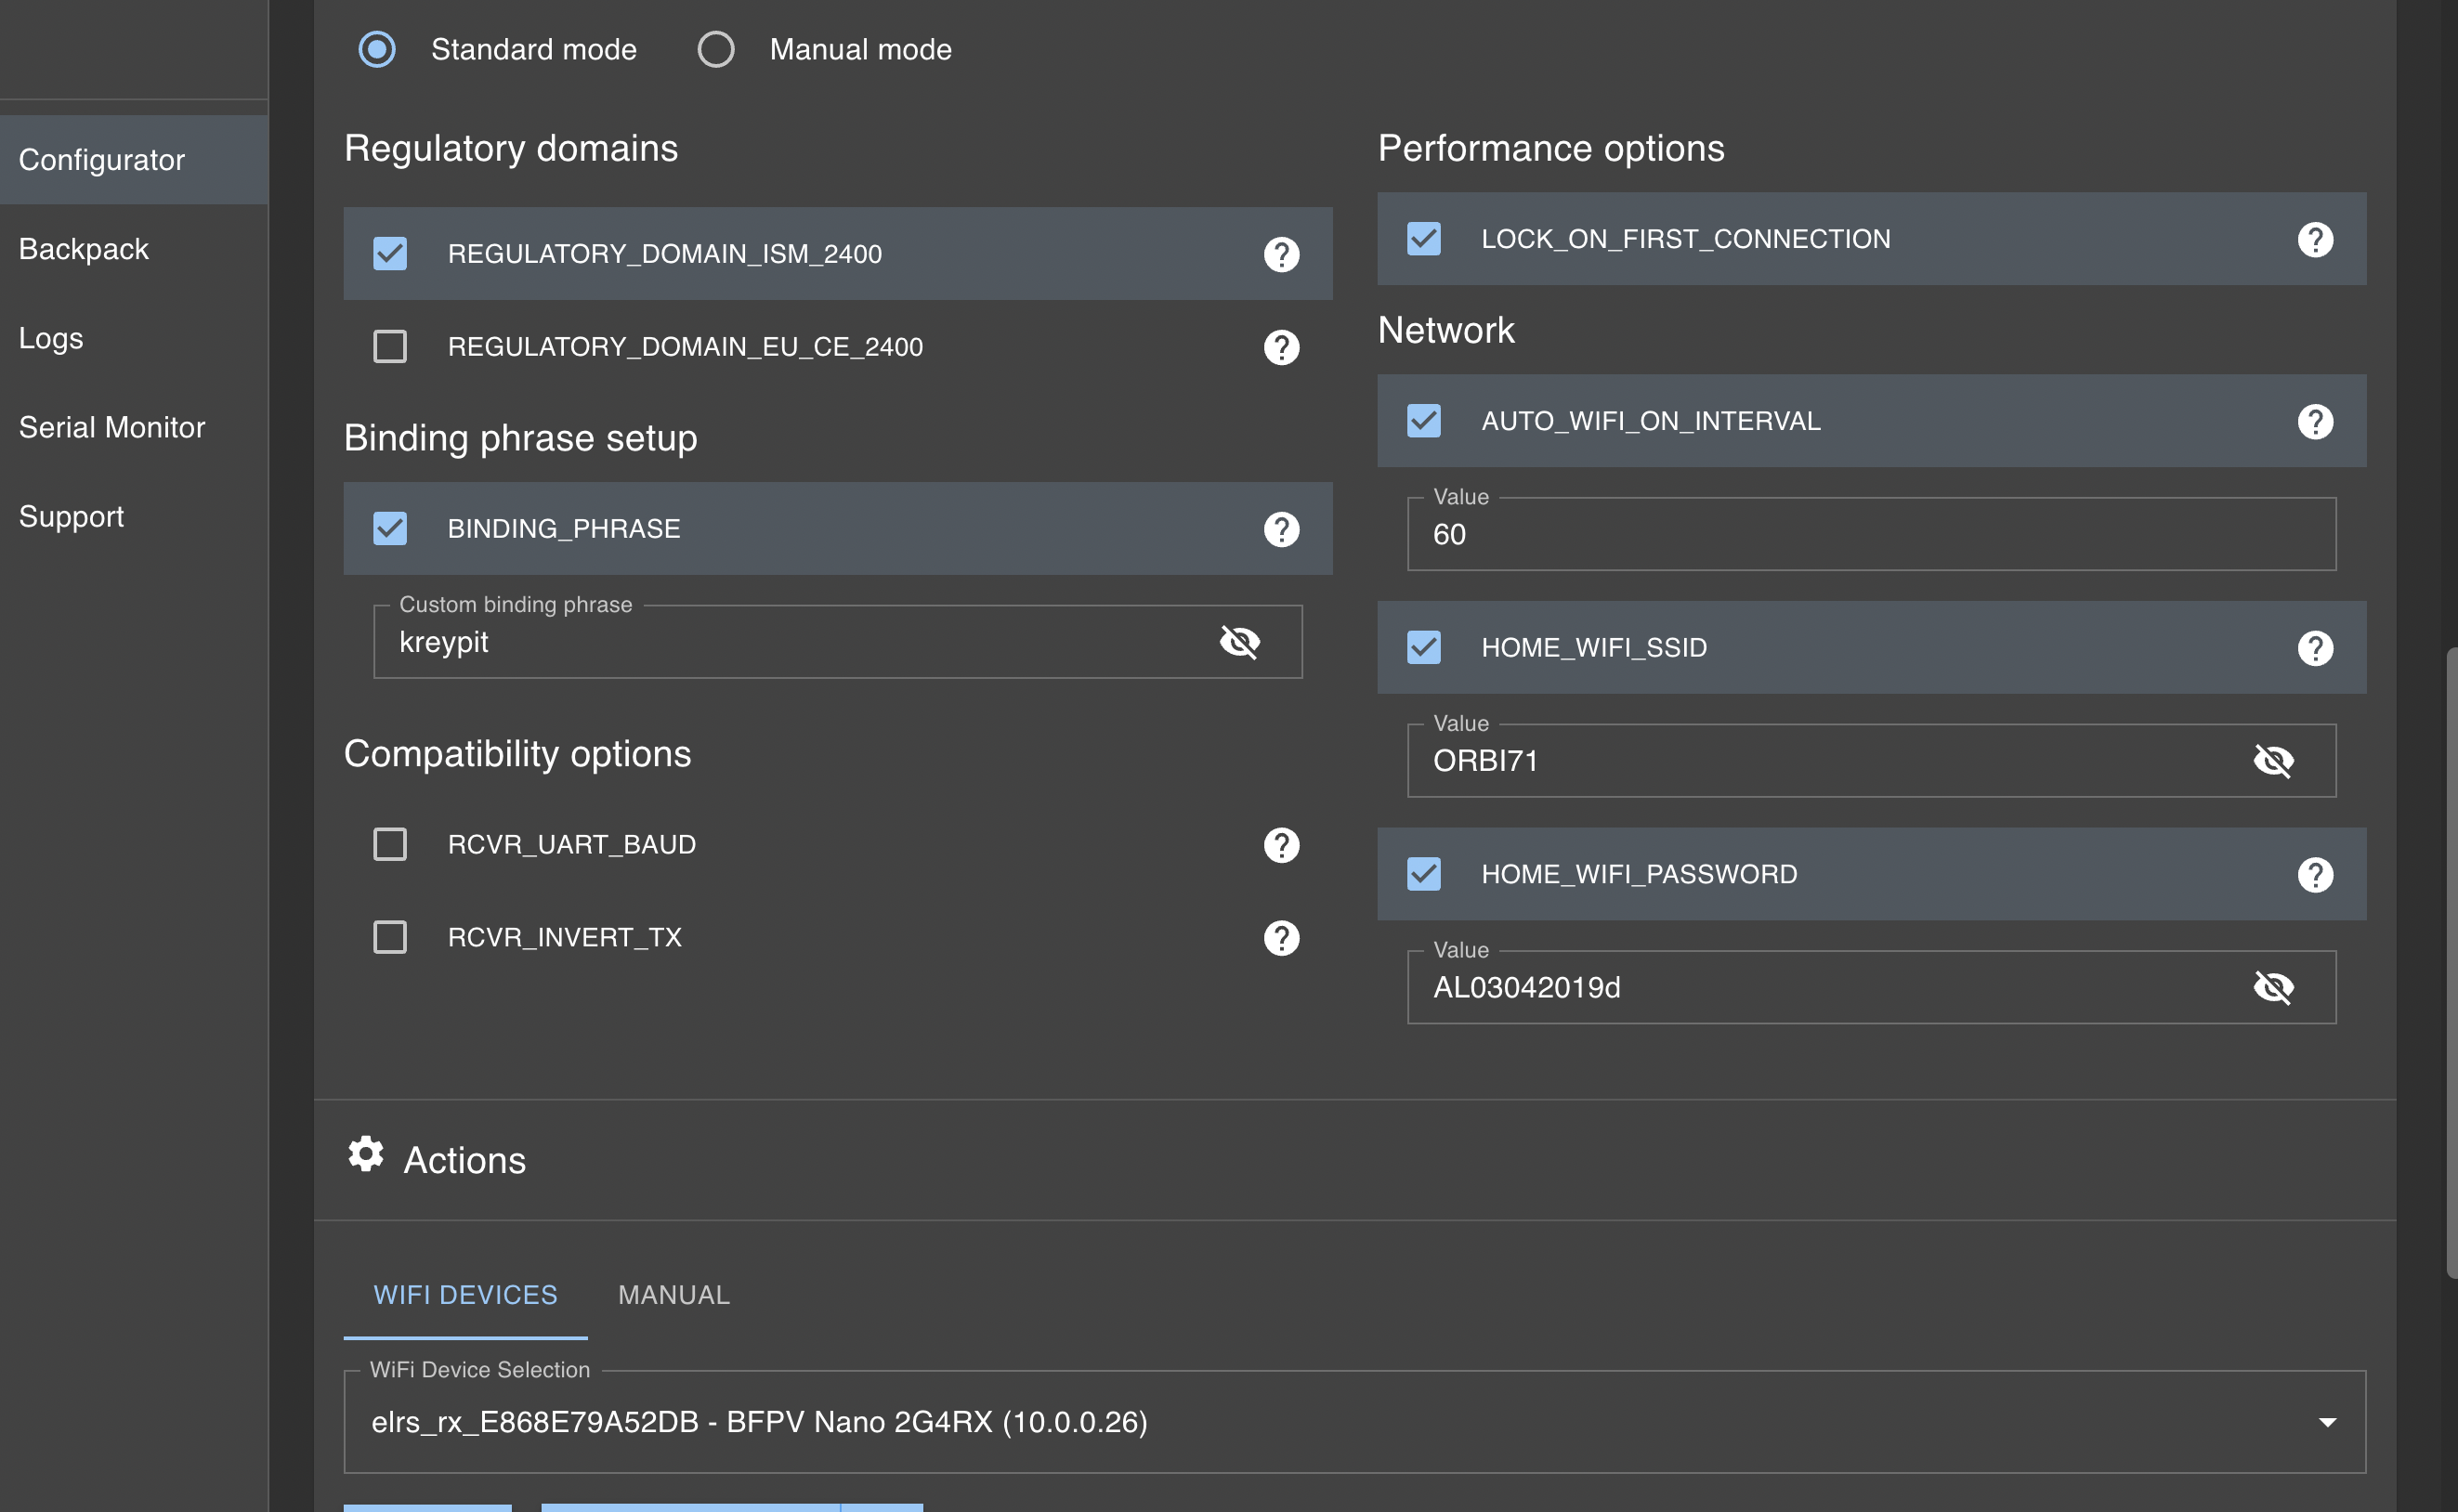 Standard mode
Manual mode
Configurator
Backpack
Logs
Serial Monitor
Support
Regulatory domains
REGULATORY_DOMAIN_ISM_2400
REGULATORY_DOMAIN_EU_CE_2400
Binding phrase setup
BINDING_PHRASE
Custom binding phrase
kreypit
Compatibility options
RCVR_UART_BAUD
RCVR_INVERT_TX
Performance options
LOCK_ON_FIRST_CONNECTION
Network
AUTO_WIFI_ON_INTERVAL
Value
60
HOME_WIFI_SSID
Value
ORBI71
HOME_WIFI_PASSWORD
Value
AL03042019d
Actions
WIFI DEVICES
MANUAL
WiFi Device Selection
elrs_rx_E868E79A52DB - BFPV Nano 2G4RX (10.0.0.26)